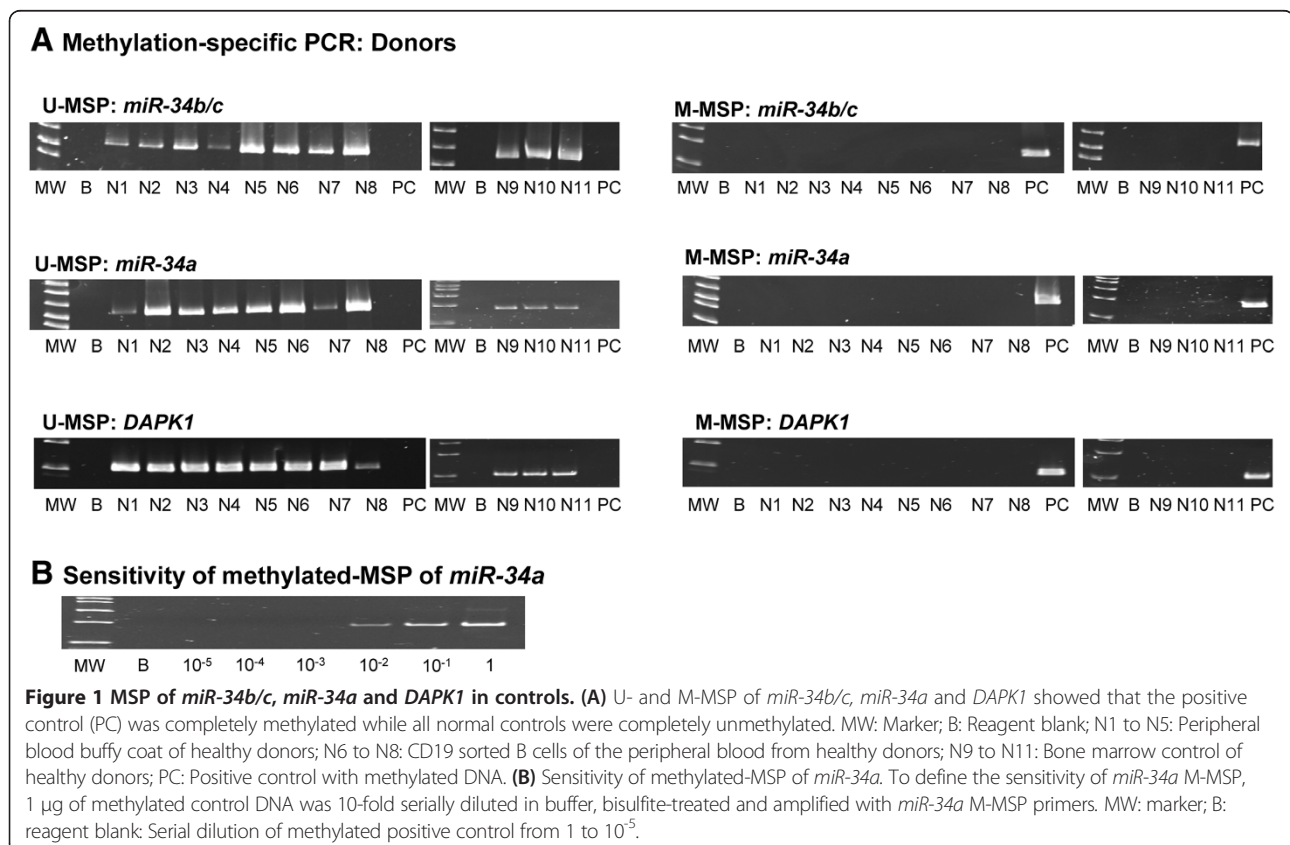 A Methylation-specific PCR: Donors
U-MSP: miR-34b/c
MW B N1 N2 N3 N4 N5 N6 N7 N8 PC MW B N9 N10 N11 PC
M-MSP: miR-34b/c
MW B N1 N2 N3 N4 N5 N6 N7 N8 PC MW B N9 N10 N11 PC
U-MSP: miR-34a
MW B N1 N2 N3 N4 N5 N6 N7 N8 PC MW B N9 N10 N11 PC
M-MSP: miR-34a
MW B N1 N2 N3 N4 N5 N6 N7 N8 PC MW B N9 N10 N11 PC
U-MSP: DAPK1
MW B N1 N2 N3 N4 N5 N6 N7 N8 PC MW B N9 N10 N11 PC
M-MSP: DAPK1
MW B N1 N2 N3 N4 N5 N6 N7 N8 PC MW B N9 N10 N11 PC
B Sensitivity of methylated-MSP of miR-34a
MW B 10⁻⁵ 10⁻⁴ 10⁻³ 10⁻² 10⁻¹ 1
Figure 1 MSP of miR-34b/c, miR-34a and DAPK1 in controls. (A) U- and M-MSP of miR-34b/c, miR-34a and DAPK1 showed that the positive
control (PC) was completely methylated while all normal controls were completely unmethylated. MW: Marker; B: Reagent blank; N1 to N5: Peripheral
blood buffy coat of healthy donors; N6 to N8: CD19 sorted B cells of the peripheral blood from healthy donors; N9 to N11: Bone marrow control of
healthy donors; PC: Positive control with methylated DNA. (B) Sensitivity of methylated-MSP of miR-34a. To define the sensitivity of miR-34a M-MSP,
1 μg of methylated control DNA was 10-fold serially diluted in buffer, bisulfite-treated and amplified with miR-34a M-MSP primers. MW: marker; B:
reagent blank: Serial dilution of methylated positive control from 1 to 10⁻⁵.